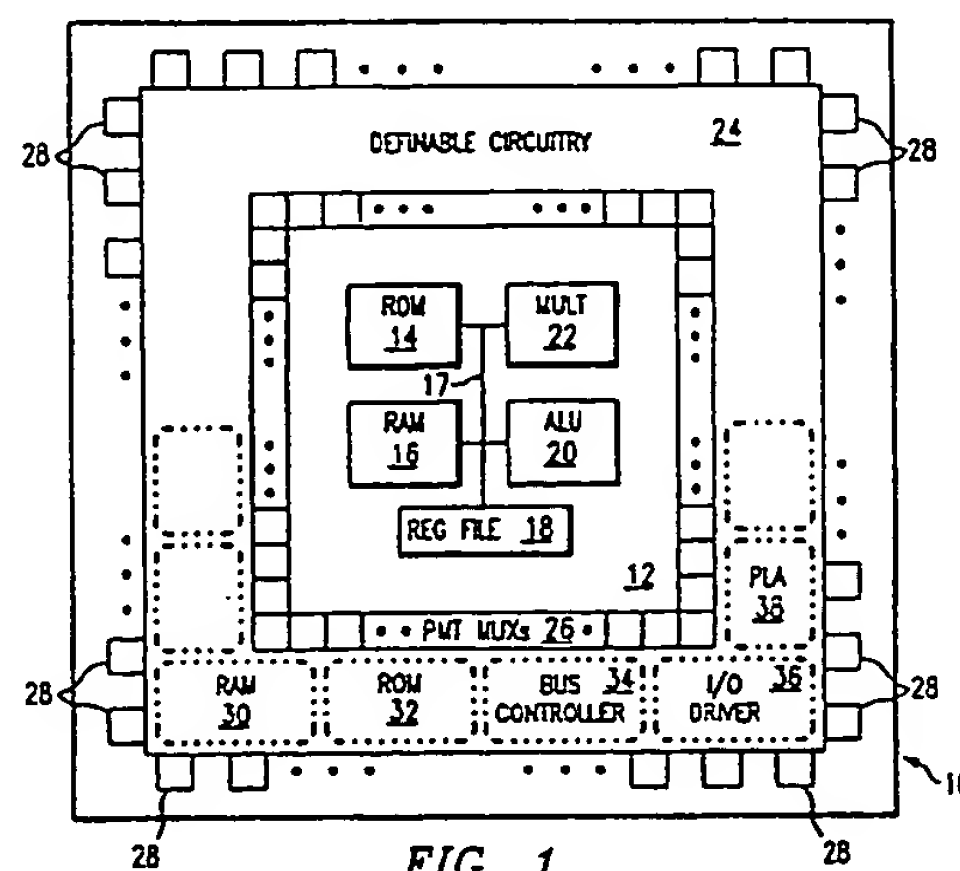 28
28
DEFINABLE CIRCUITRY
24
ROM
14
MULT
22
17
RAM
16
ALU
20
REG FILE 18
12
PLA
38
PMT MUXs 26
28
28
RAM
30
ROM
32
BUS 34
CONTROLLER
I/O 36
DRIVER
28
28
FIG. 1